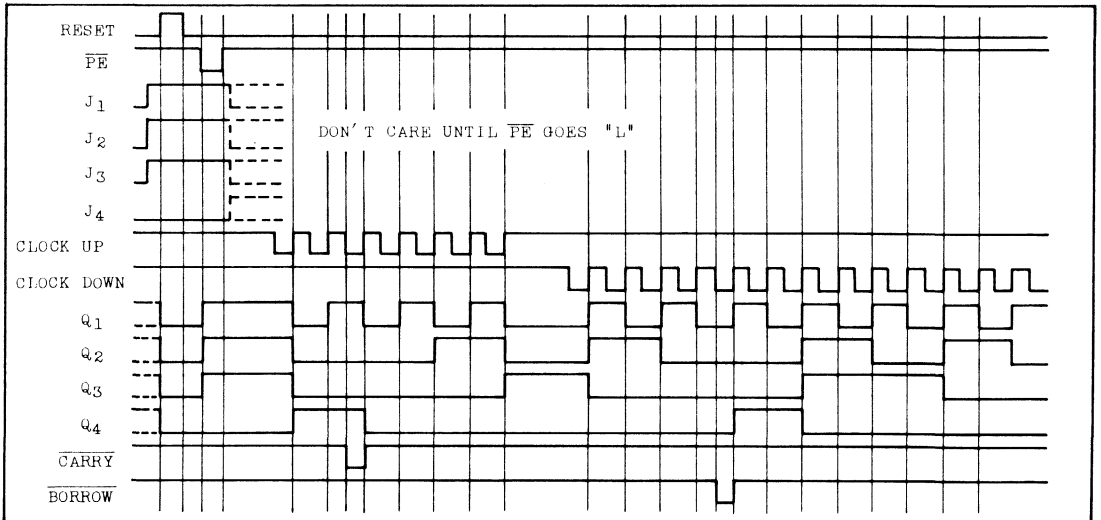 RESET
PE
J1
J2
DON'T CARE UNTIL PE GOES "L"
J3
J4
CLOCK UP
CLOCK DOWN
Q1
Q2
Q3
Q4
CARRY
BORROW